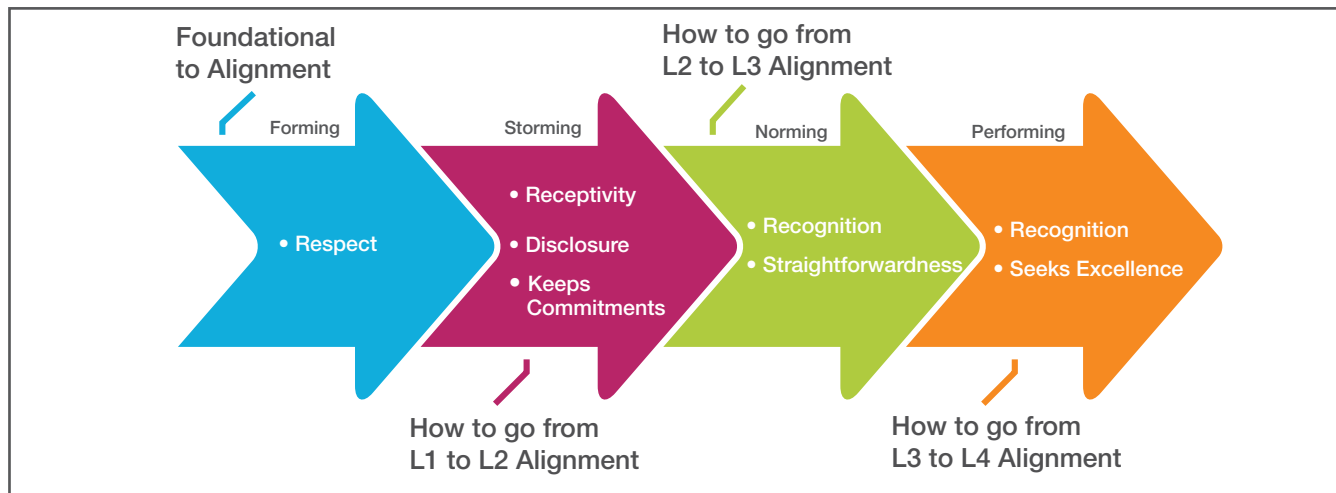 Foundational
to Alignment
Forming
• Respect
Storming
• Receptivity
• Disclosure
• Keeps
Commitments
How to go from
L1 to L2 Alignment
How to go from
L2 to L3 Alignment
Norming
• Recognition
• Straightforwardness
Performing
• Recognition
• Seeks Excellence
How to go from
L3 to L4 Alignment